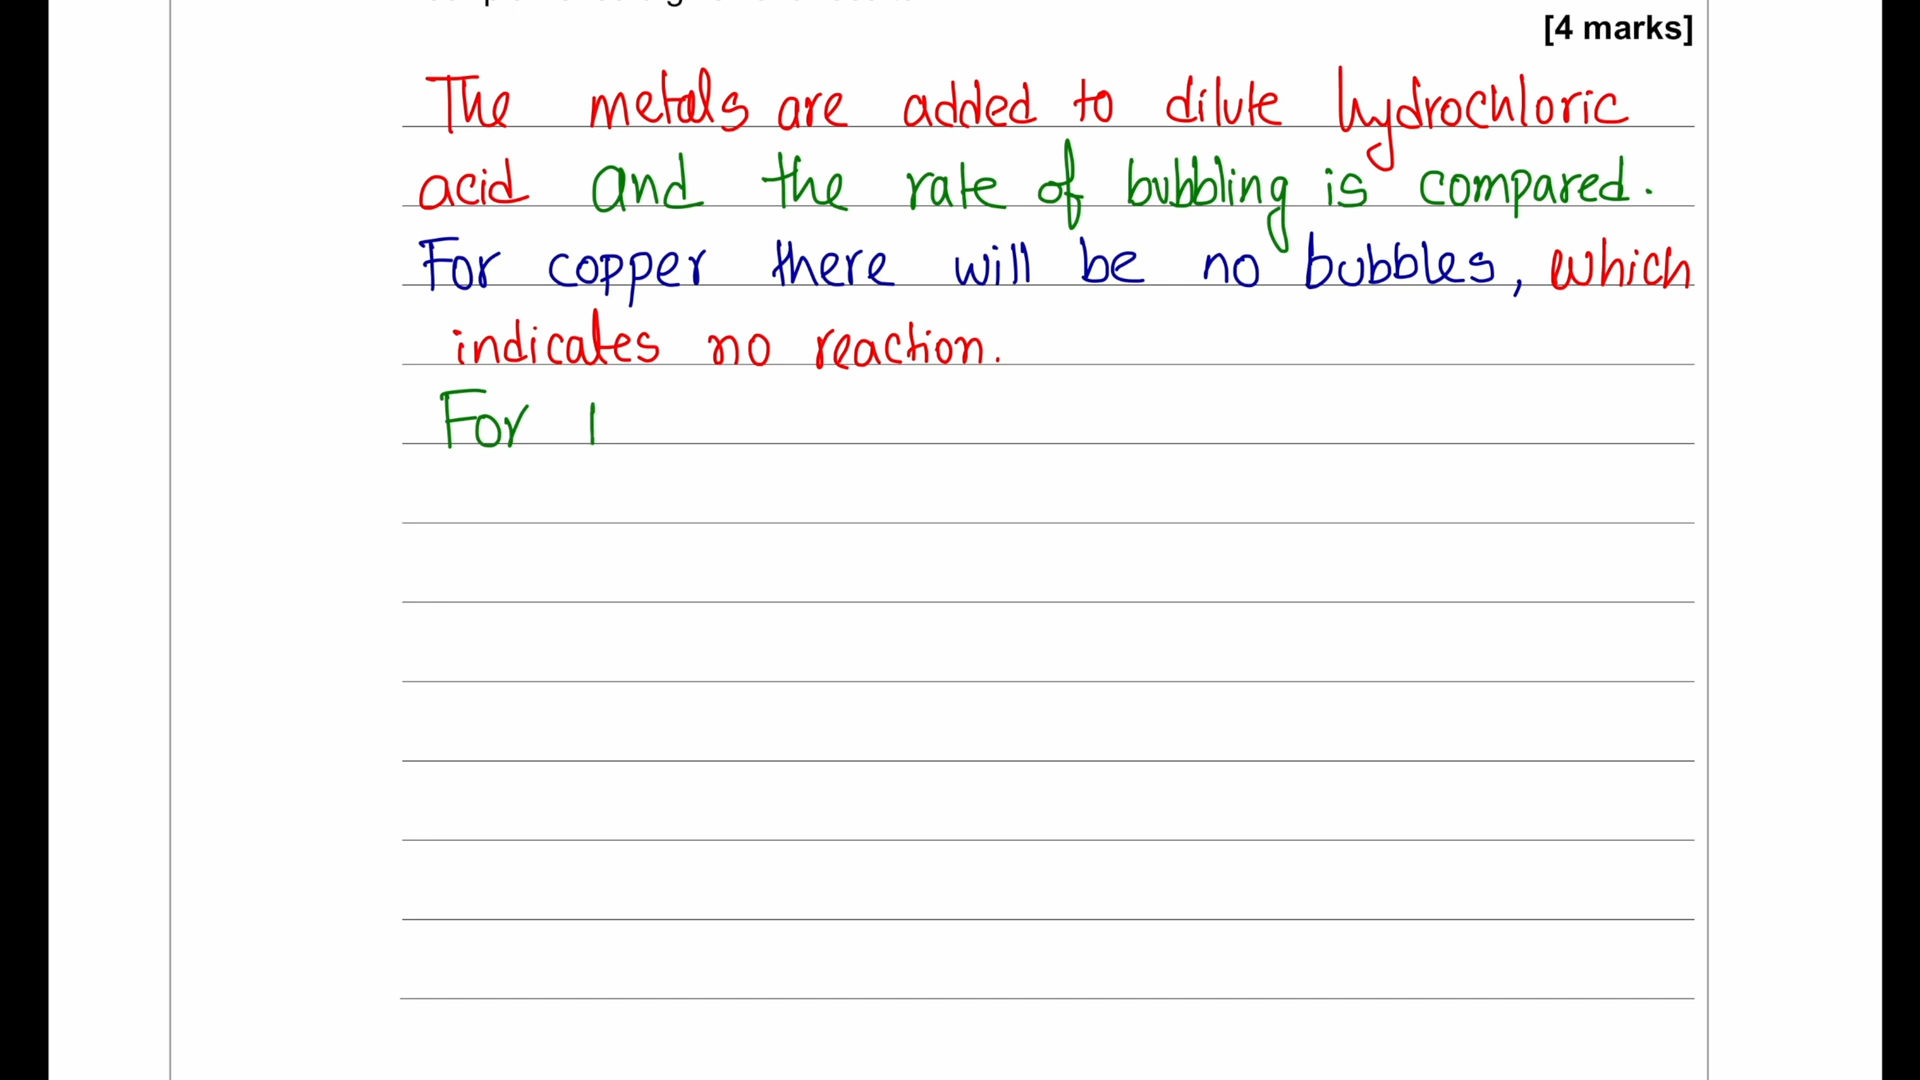 [4 marks]
The metals are added to dilute hydrochloric
acid and the rate of bubbling is compared.
For copper there will be no bubbles, which
indicates no reaction.
For